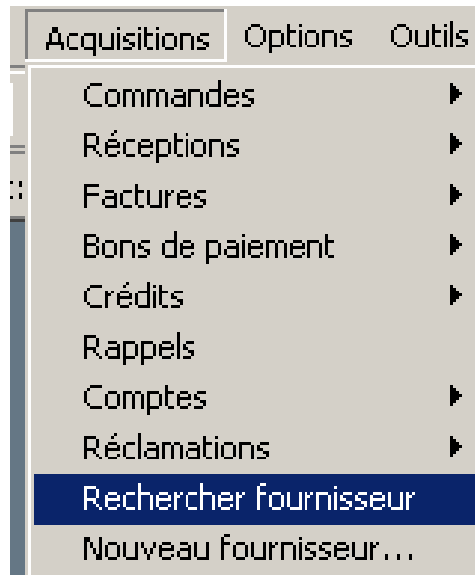 Acquisitions Options Outils
Commandes
Réceptions
Factures
Bons de paiement
Crédits
Rappels
Comptes
Réclamations
Rechercher fournisseur
Nouveau fournisseur...